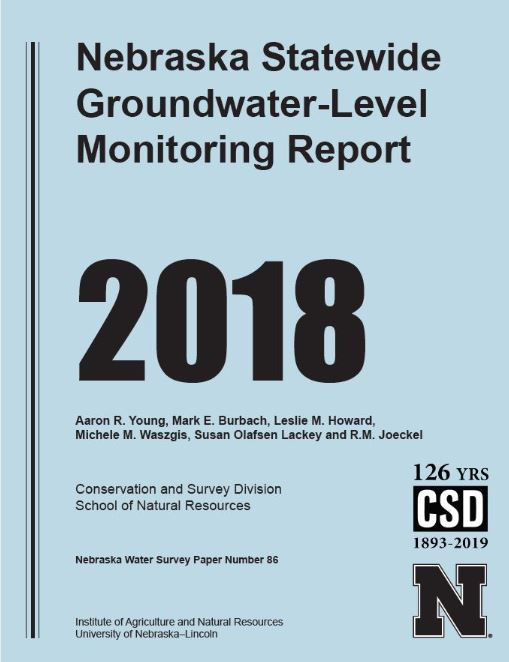 Nebraska Statewide
Groundwater-Level
Monitoring Report
2018
Aaron R. Young, Mark E. Burbach, Leslie M. Howard,
Michele M. Waszgis, Susan Olafsen Lackey and R.M. Joeckel
Conservation and Survey Division
School of Natural Resources
Nebraska Water Survey Paper Number 86
Institute of Agriculture and Natural Resources
University of Nebraska–Lincoln
126 YRS
CSD
1893-2019
N